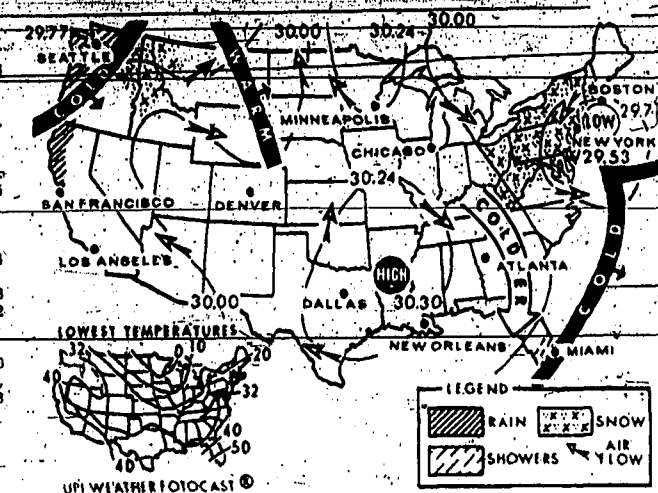 30.00
29.77
30.00
30.24
SEATTLE
COLD
WARM
MINNEAPOLIS
BOSTON
LOW
NEW YORK
29.53
CHICAGO
30.24
SAN FRANCISCO
DENVER
COLD
COLDER
LOS ANGELES
HIGH
ATLANTA
30.00
DALLAS
30.30
NEW ORLEANS
MIAMI
LOWEST TEMPERATURES
32
0
10
20
40
32
40
50
40
LEGEND
RAIN
SNOW
SHOWERS
AIR FLOW
UPI WEATHER FOTOCAST ®